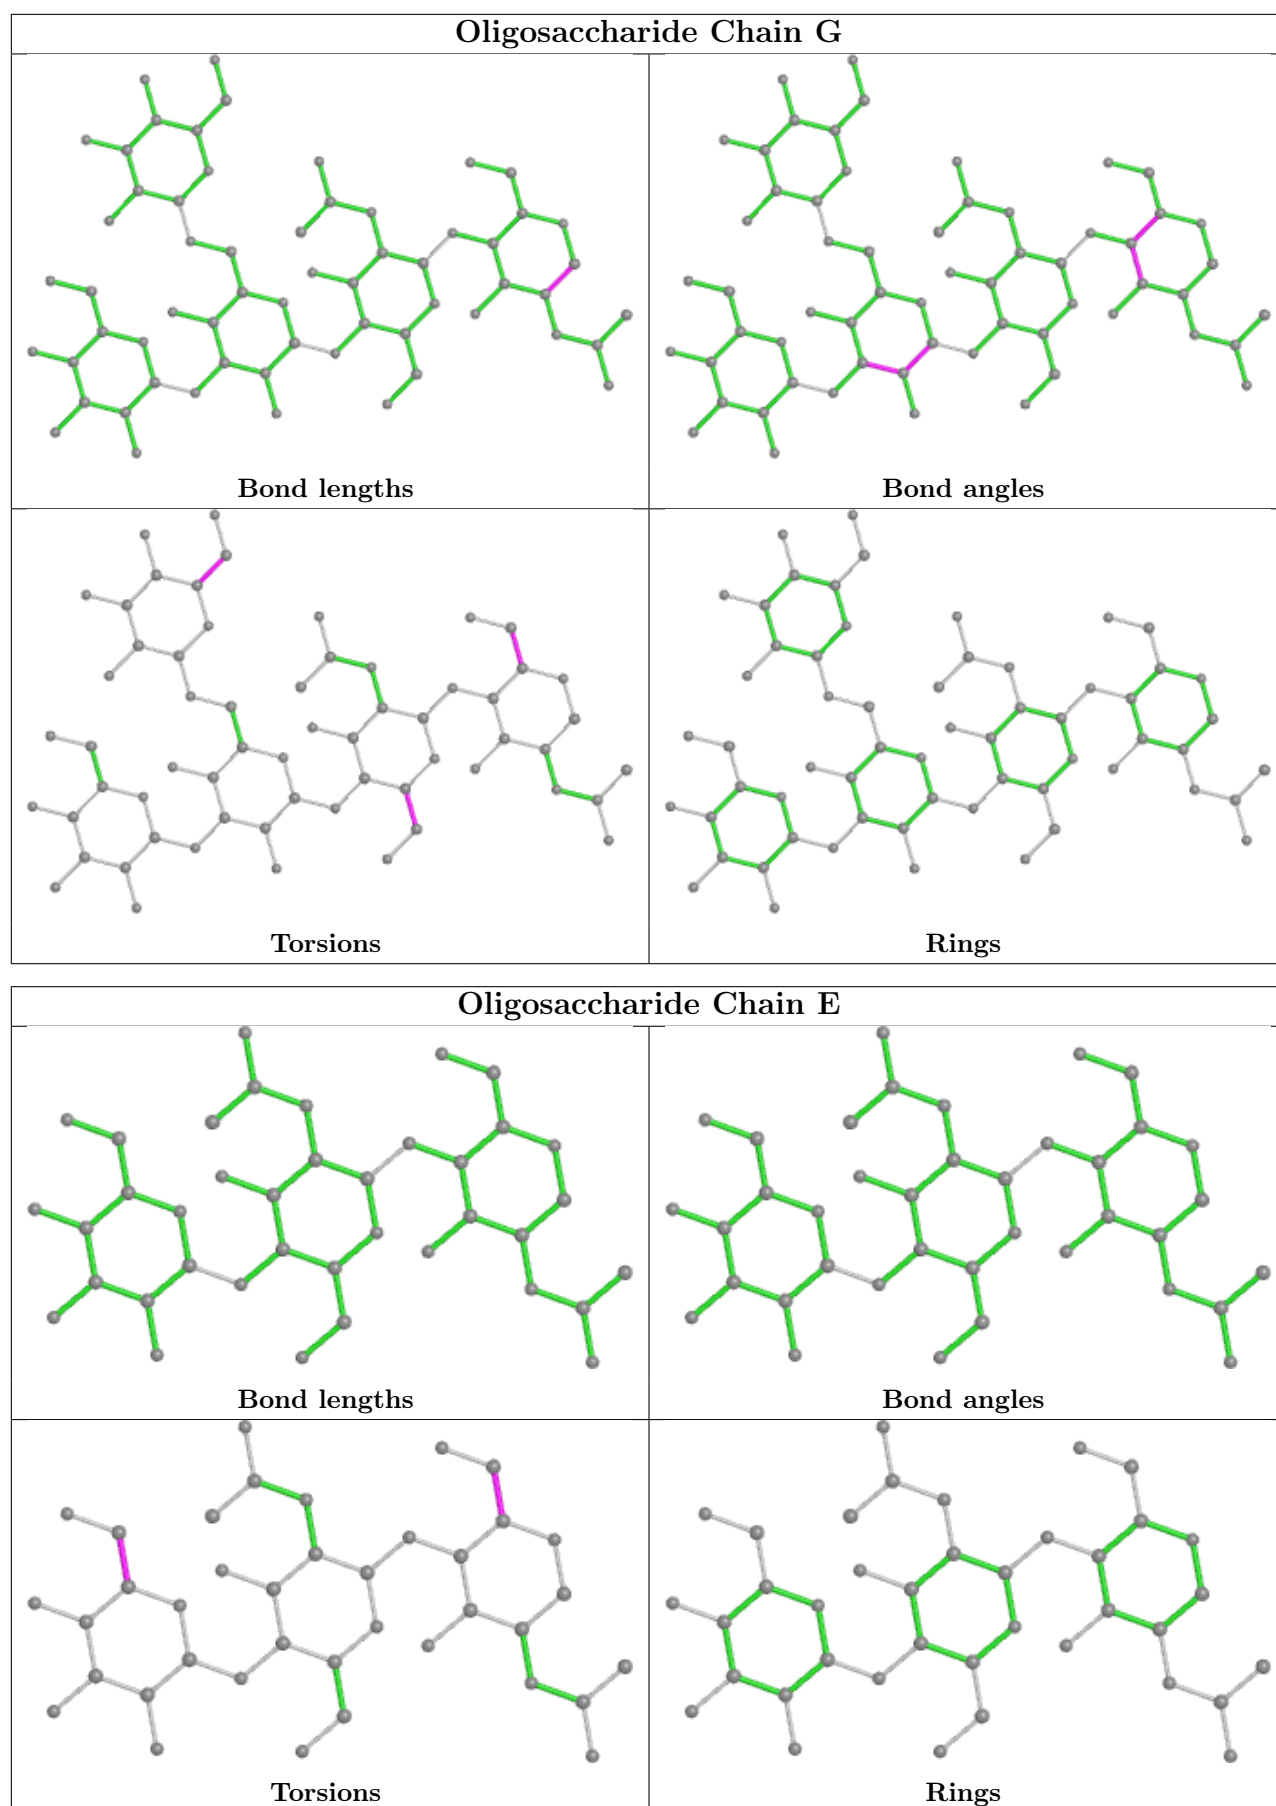 Oligosaccharide Chain G
Bond lengths
Bond angles
Torsions
Rings
Oligosaccharide Chain E
Bond lengths
Bond angles
Torsions
Rings